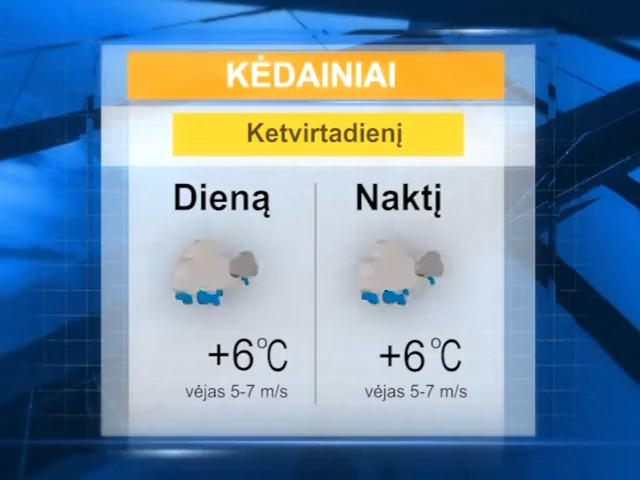 KĖDAINIAI
Ketvirtadienį
Dieną
Naktį
+6°C
+6°C
vėjas 5-7 m/s
vėjas 5-7 m/s